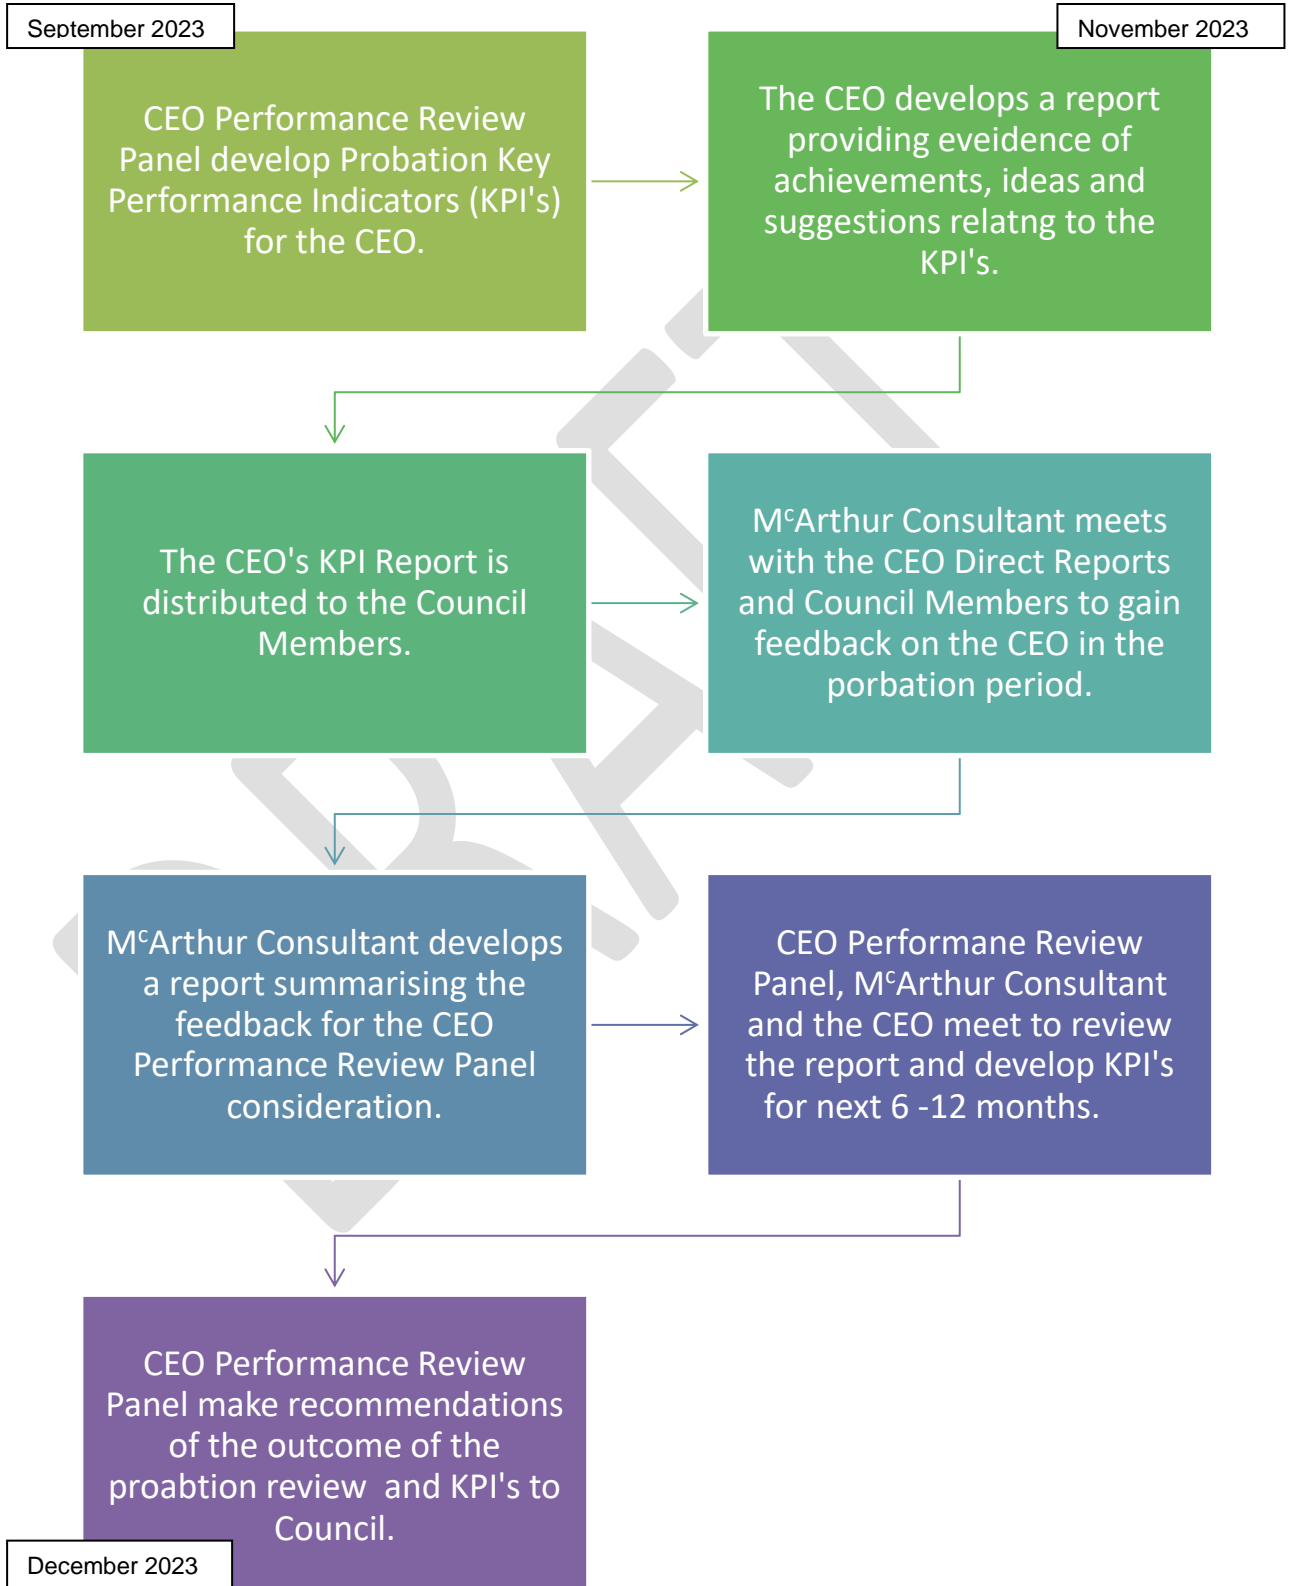 September 2023
November 2023
CEO Performance Review
Panel develop Probation Key
Performance Indicators (KPI's)
for the CEO.
The CEO develops a report
providing eveidence of
achievements, ideas and
suggestions relatng to the
KPI's.
The CEO's KPI Report is
distributed to the Council
Members.
McArthur Consultant meets
with the CEO Direct Reports
and Council Members to gain
feedback on the CEO in the
porbation period.
McArthur Consultant develops
a report summarising the
feedback for the CEO
Performance Review Panel
consideration.
CEO Performane Review
Panel, McArthur Consultant
and the CEO meet to review
the report and develop KPI's
for next 6 -12 months.
CEO Performance Review
Panel make recommendations
of the outcome of the
proabtion review  and KPI's to
Council.
December 2023
DRAFT